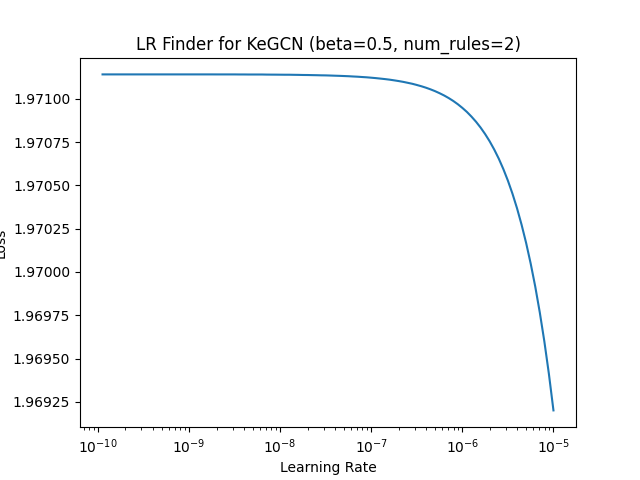 LR Finder for KeGCN (beta=0.5, num_rules=2)
1.97100
1.97075
1.97050
1.97025
1.97000
1.96975
1.96950
1.96925
Loss
10⁻¹⁰ 10⁻⁹ 10⁻⁸ 10⁻⁷ 10⁻⁶ 10⁻⁵
Learning Rate